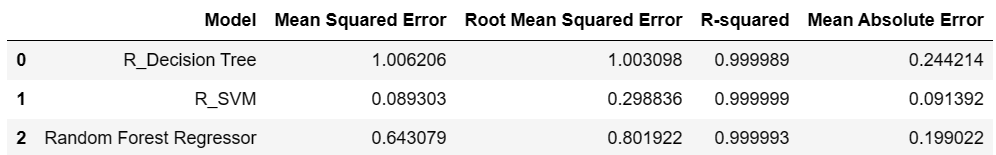 Model Mean Squared Error Root Mean Squared Error R-squared Mean Absolute Error
0 R_Decision Tree 1.006206 1.003098 0.999989 0.244214
1 R_SVM 0.089303 0.298836 0.999999 0.091392
2 Random Forest Regressor 0.643079 0.801922 0.999993 0.199022